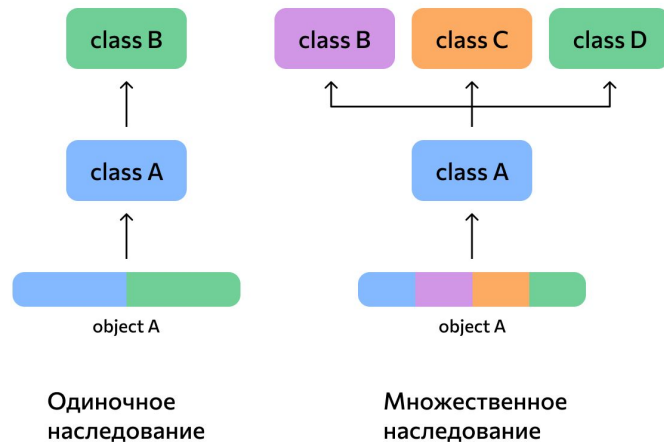 class B
class A
object A
Одиночное
наследование
class B
class C
class D
class A
object A
Множественное
наследование